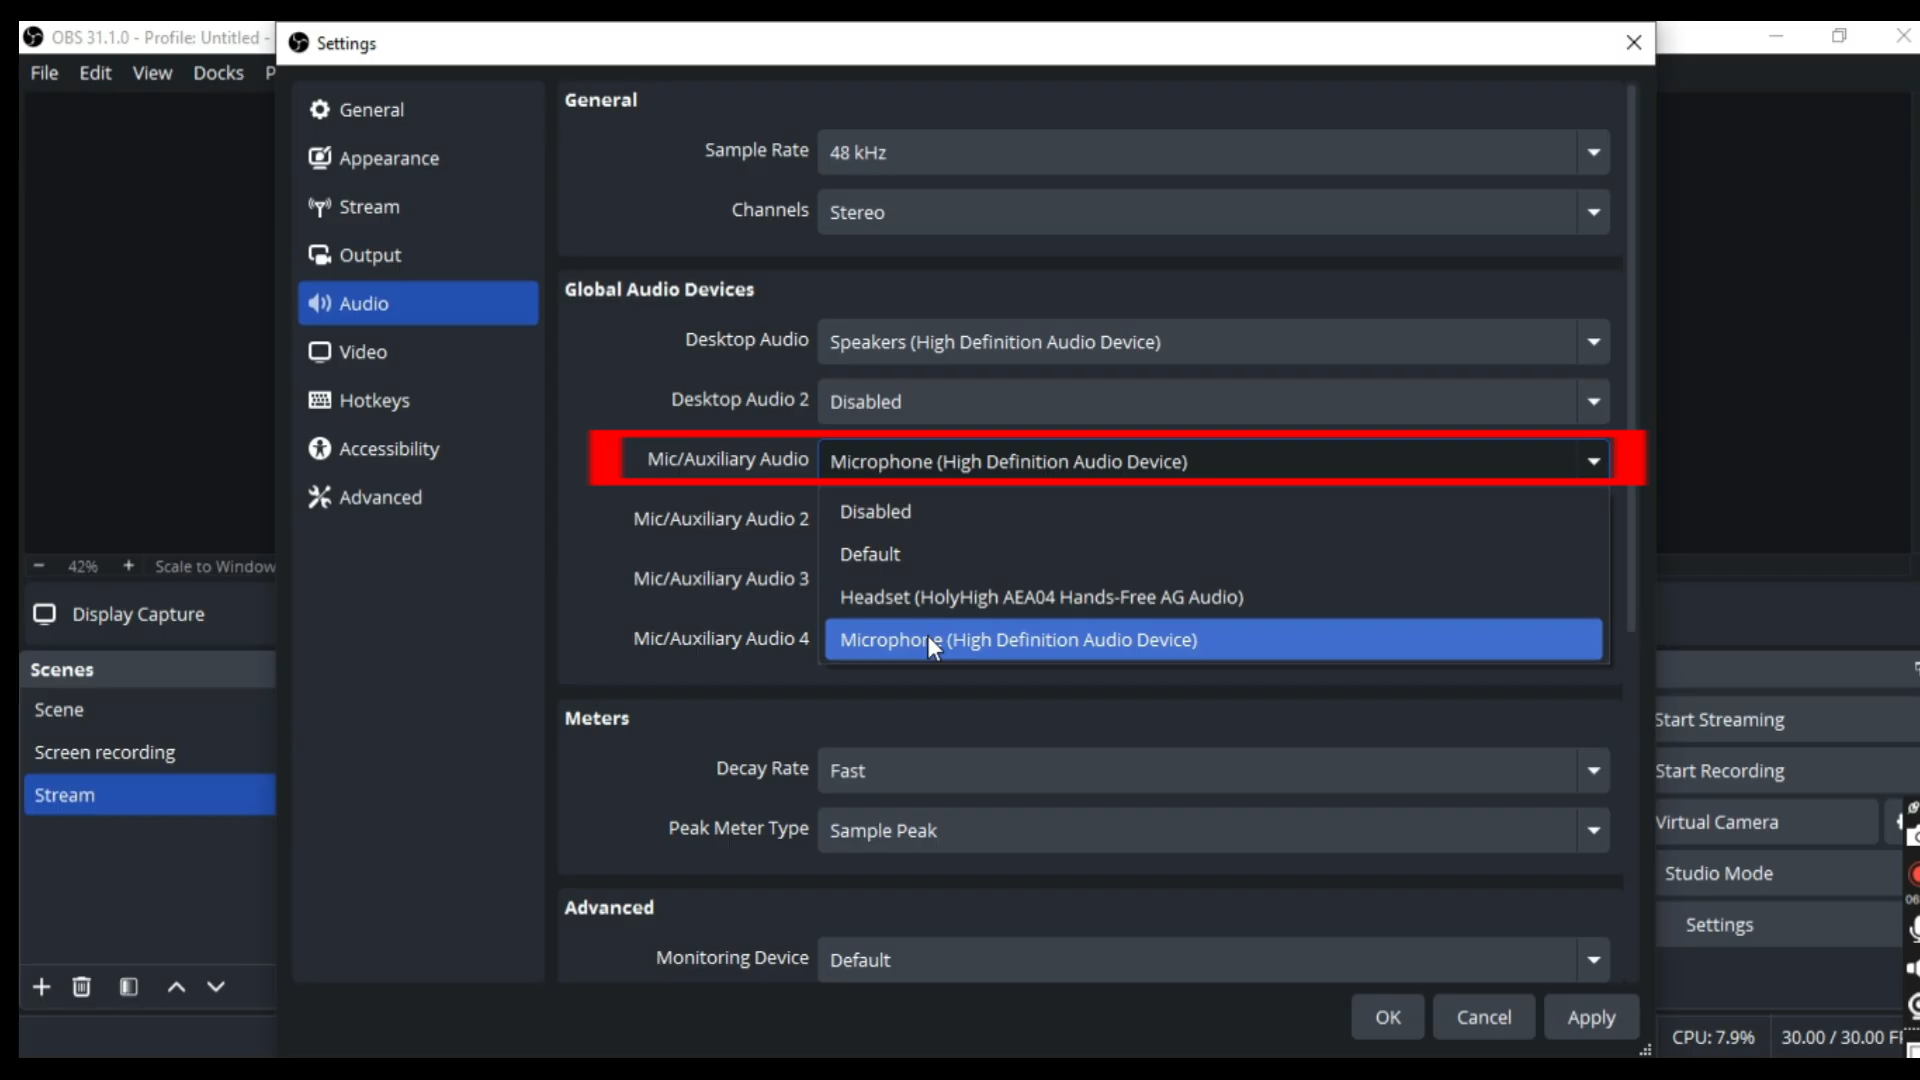 OBS 31.1.0 - Profile: Untitled -
Settings
File Edit View Docks P
General
Appearance
Stream
Output
Audio
Video
Hotkeys
Accessibility
Advanced
General
Sample Rate 48 kHz
Channels Stereo
Global Audio Devices
Desktop Audio Speakers (High Definition Audio Device)
Desktop Audio 2 Disabled
Mic/Auxiliary Audio Microphone (High Definition Audio Device)
Mic/Auxiliary Audio 2
Mic/Auxiliary Audio 3
Mic/Auxiliary Audio 4
Disabled
Default
Headset (HolyHigh AEA04 Hands-Free AG Audio)
Microphone (High Definition Audio Device)
Meters
Decay Rate Fast
Peak Meter Type Sample Peak
Advanced
Monitoring Device Default
OK Cancel Apply
42% Scale to Window
Display Capture
Scenes
Scene
Screen recording
Stream
Start Streaming
Start Recording
Virtual Camera
Studio Mode
Settings
CPU: 7.9% 30.00 / 30.00